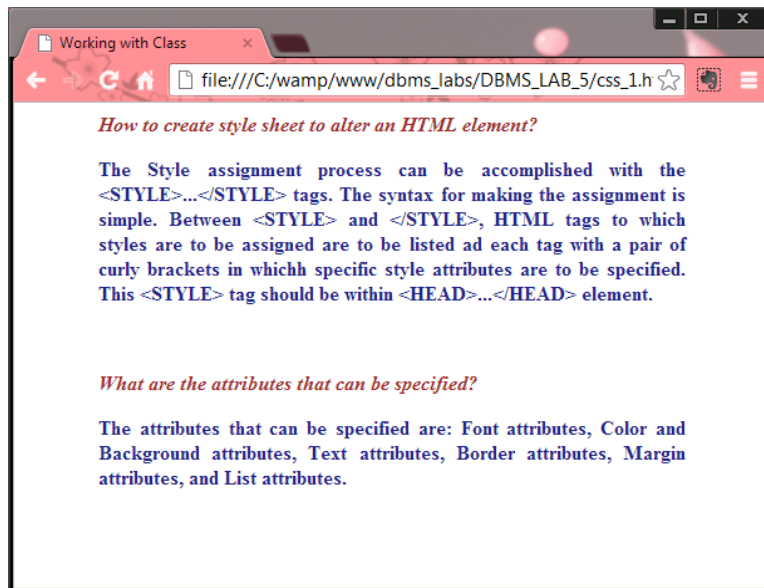 Working with Class
file:///C:/wamp/www/dbms_labs/DBMS_LAB_5/css_1.h
How to create style sheet to alter an HTML element?
The Style assignment process can be accomplished with the
<STYLE>...</STYLE> tags. The syntax for making the assignment is
simple. Between <STYLE> and </STYLE>, HTML tags to which
styles are to be assigned are to be listed ad each tag with a pair of
curly brackets in whichh specific style attributes are to be specified.
This <STYLE> tag should be within <HEAD>...</HEAD> element.
What are the attributes that can be specified?
The attributes that can be specified are: Font attributes, Color and
Background attributes, Text attributes, Border attributes, Margin
attributes, and List attributes.